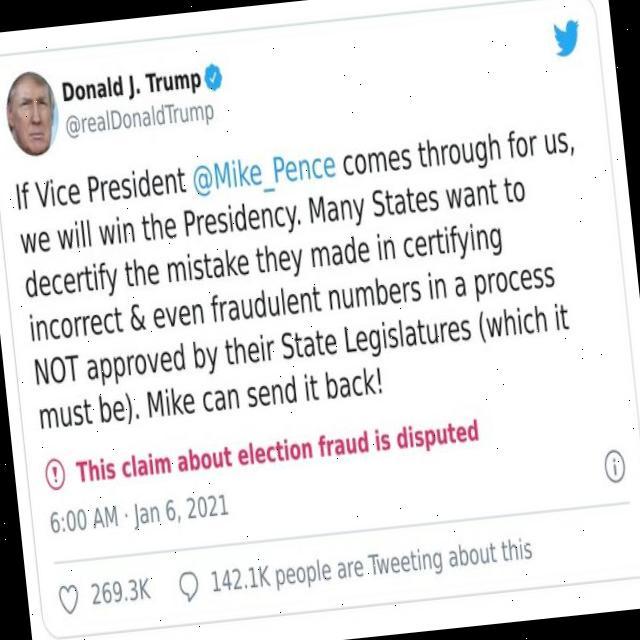 Donald J. Trump
@realDonaldTrump
If Vice President @Mike_Pence comes through for us,
we will win the Presidency. Many States want to
decertify the mistake they made in certifying
incorrect & even fraudulent numbers in a process
NOT approved by their State Legislatures (which it
must be). Mike can send it back!
This claim about election fraud is disputed
6:00 AM · Jan 6, 2021
269.3K 142.1K people are Tweeting about this